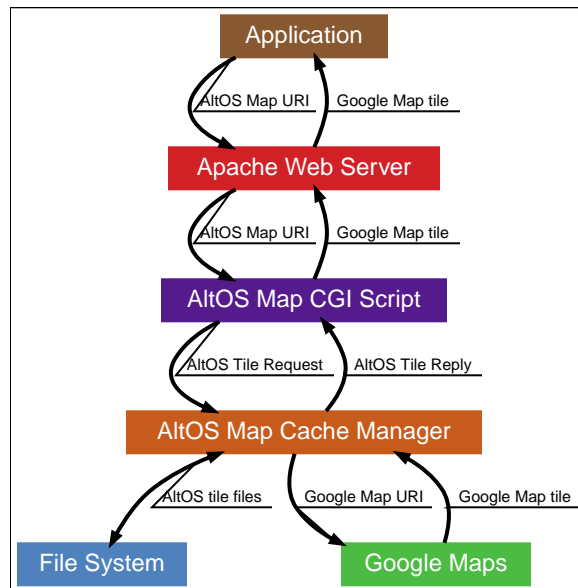 Application
AltOS Map URI
Google Map tile
Apache Web Server
AltOS Map URI
Google Map tile
AltOS Map CGI Script
AltOS Tile Request
AltOS Tile Reply
AltOS Map Cache Manager
AltOS tile files
Google Map URI
Google Map tile
File System
Google Maps